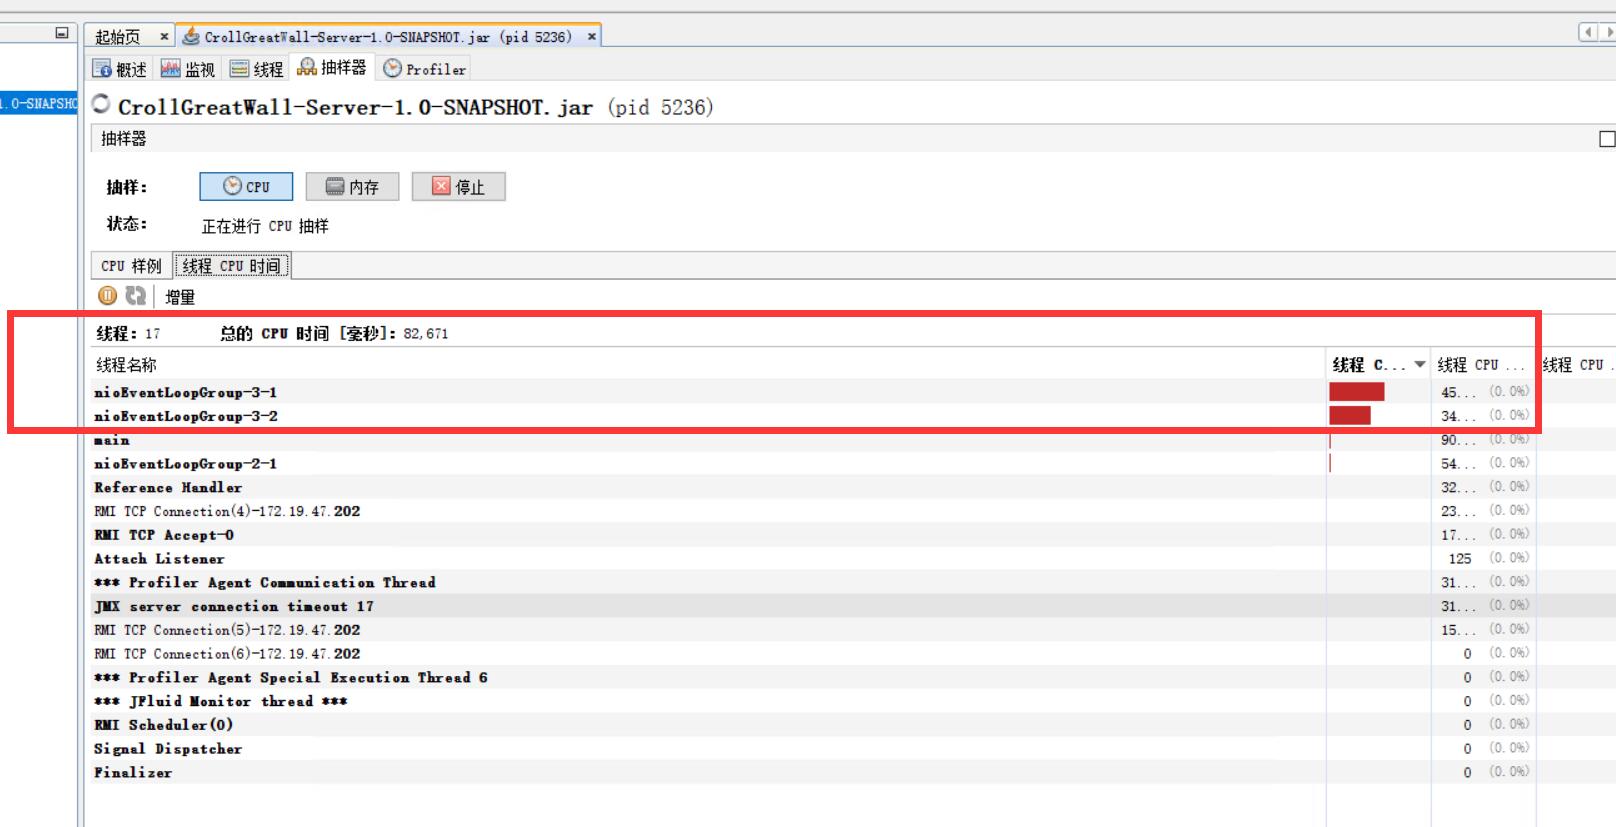 起始页 × CrollGreatWall-Server-1.0-SNAPSHOT.jar (pid 5236) ×
概述 监视 线程 抽样器 Profiler
1.0-SNAPSHO
CrollGreatWall-Server-1.0-SNAPSHOT.jar (pid 5236)
抽样器
抽样: CPU 内存 停止
状态: 正在进行 CPU 抽样
CPU 样例 线程 CPU 时间
增量
线程: 17 总的 CPU 时间 [毫秒]: 82,671
线程名称 线程 C... 线程 CPU ... 线程 CPU .
nioEventLoopGroup-3-1 45... (0.0%)
nioEventLoopGroup-3-2 34... (0.0%)
main 90... (0.0%)
nioEventLoopGroup-2-1 54... (0.0%)
Reference Handler 32... (0.0%)
RMI TCP Connection(4)-172.19.47.202 23... (0.0%)
RMI TCP Accept-0 17... (0.0%)
Attach Listener 125 (0.0%)
*** Profiler Agent Communication Thread 31... (0.0%)
JMX server connection timeout 17 31... (0.0%)
RMI TCP Connection(5)-172.19.47.202 15... (0.0%)
RMI TCP Connection(6)-172.19.47.202 0 (0.0%)
*** Profiler Agent Special Execution Thread 6 0 (0.0%)
*** JFluid Monitor thread *** 0 (0.0%)
RMI Scheduler(0) 0 (0.0%)
Signal Dispatcher 0 (0.0%)
Finalizer 0 (0.0%)